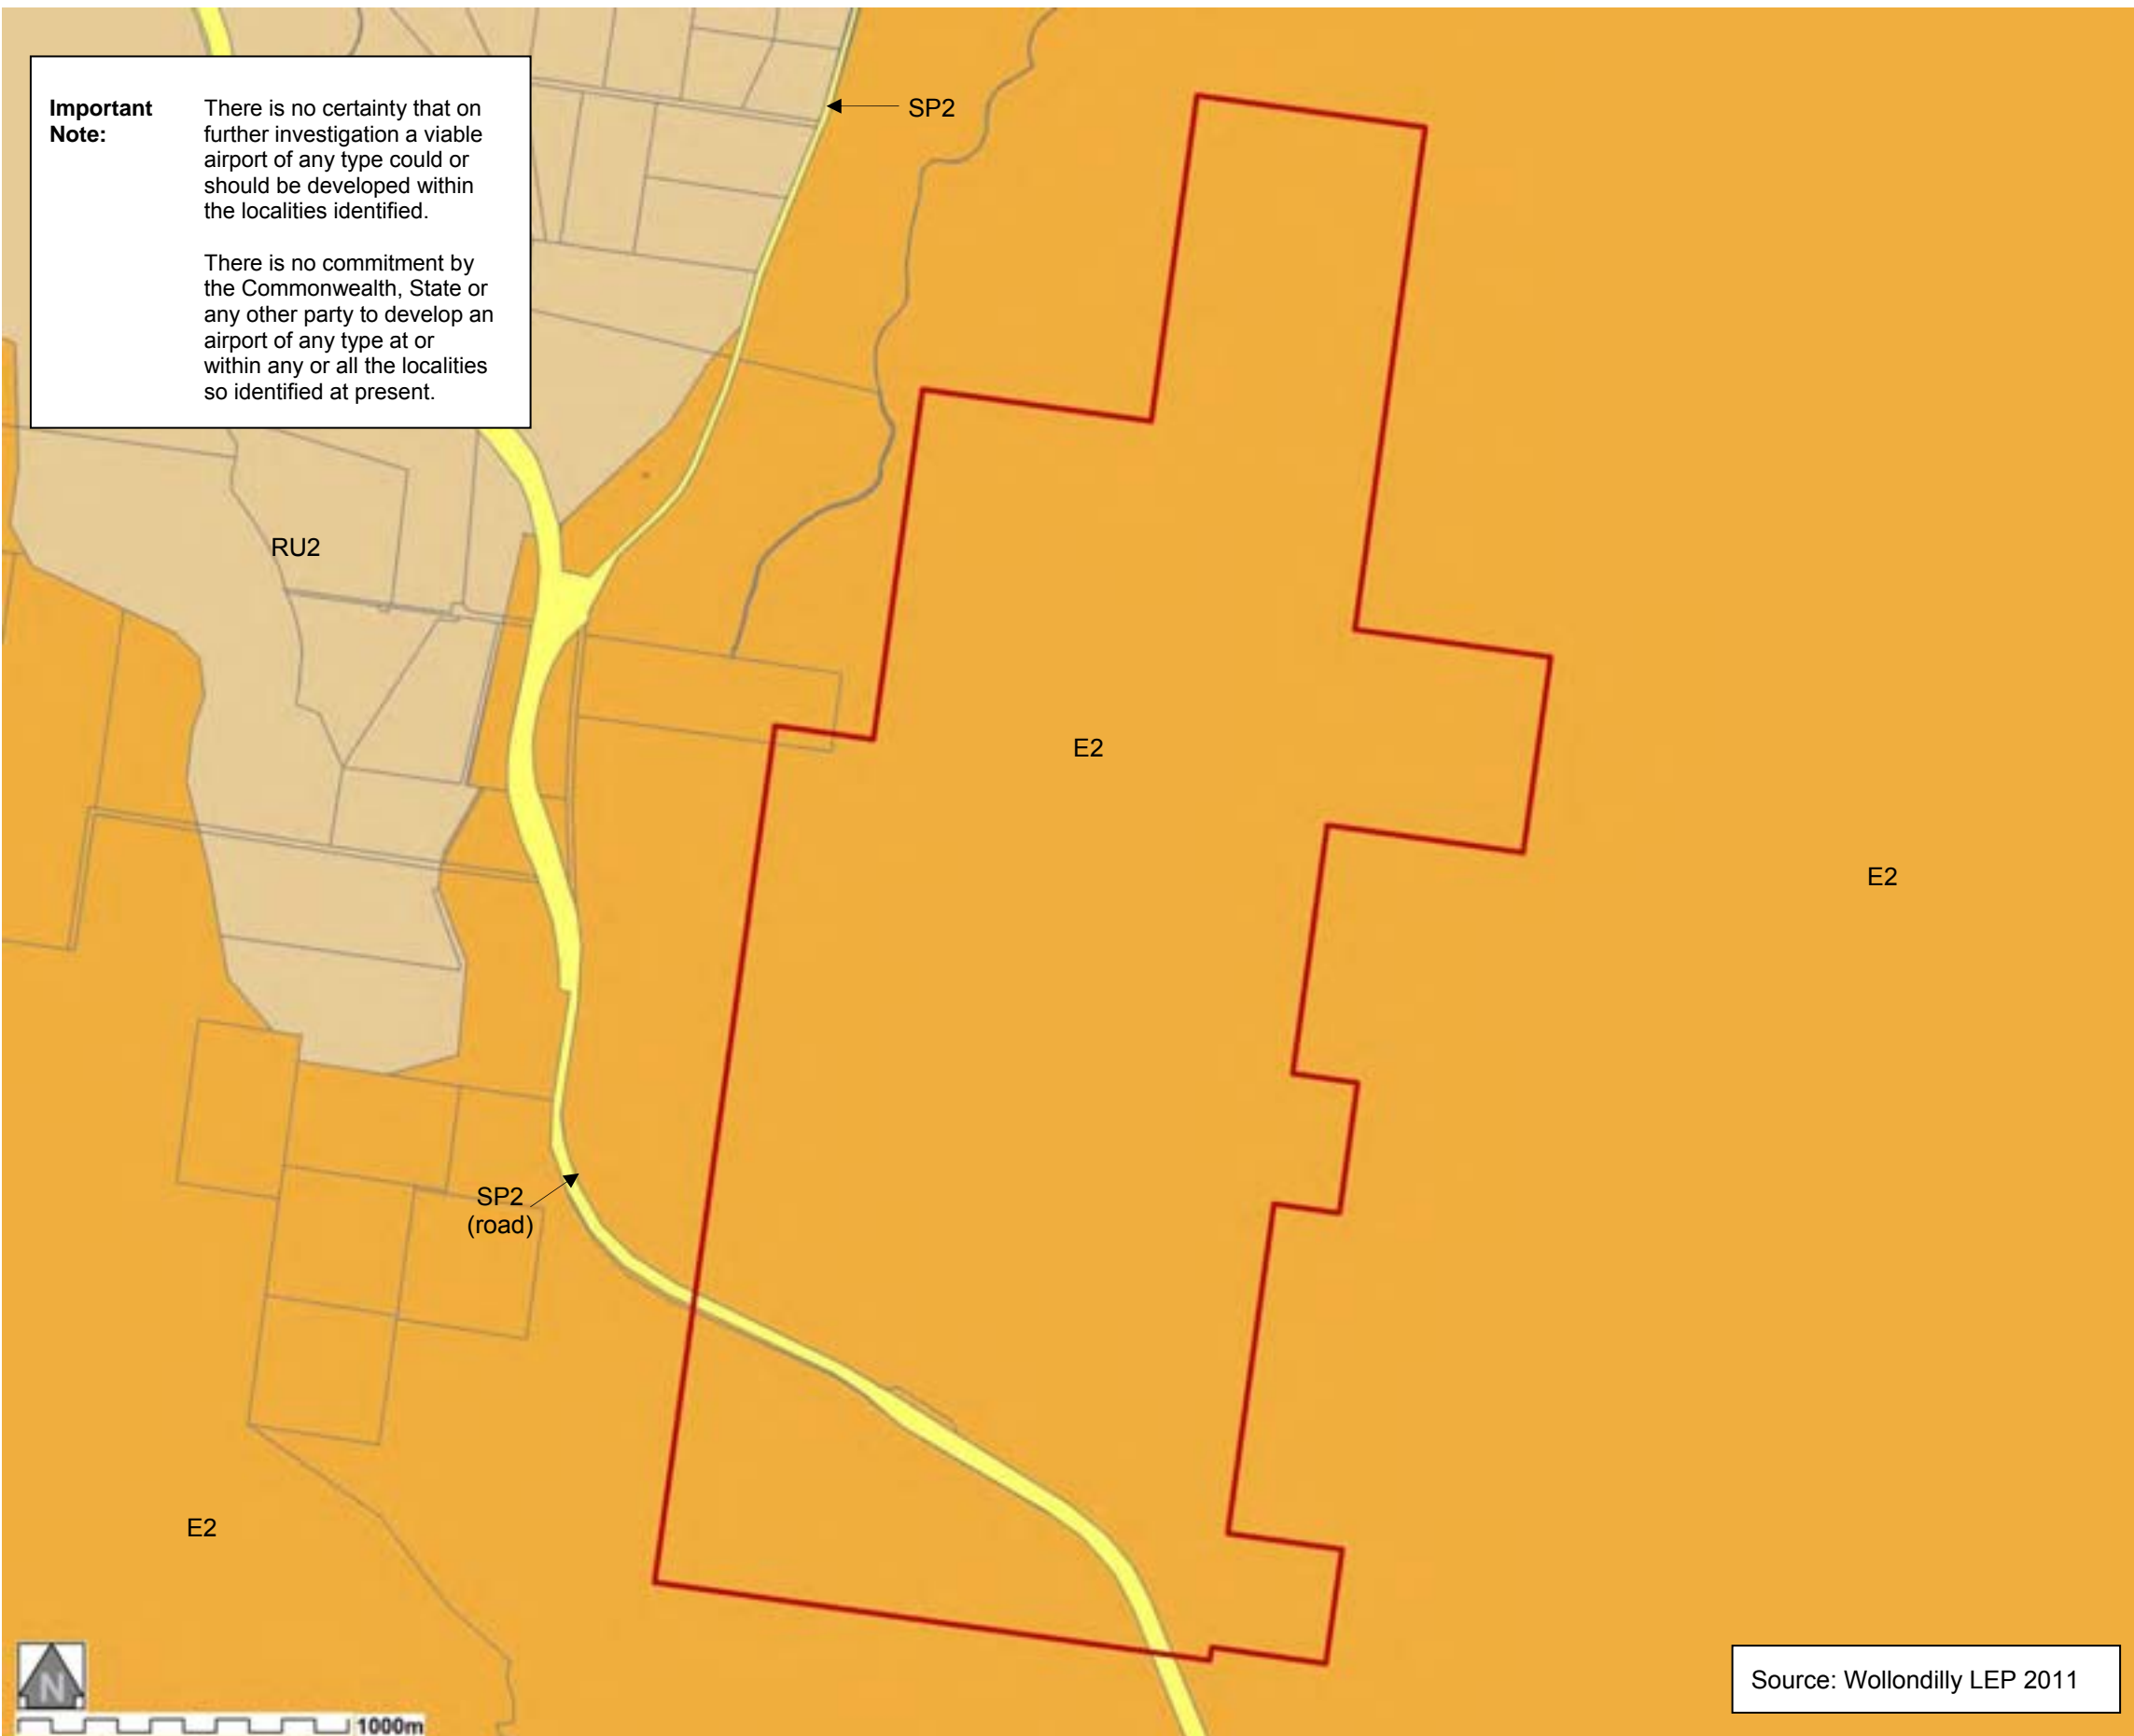 Important
Note:
There is no certainty that on
further investigation a viable
airport of any type could or
should be developed within
the localities identified.
There is no commitment by
the Commonwealth, State or
any other party to develop an
airport of any type at or
within any or all the localities
so identified at present.
SP2
RU2
E2
E2
SP2
(road)
E2
N
1000m
Source: Wollondilly LEP 2011